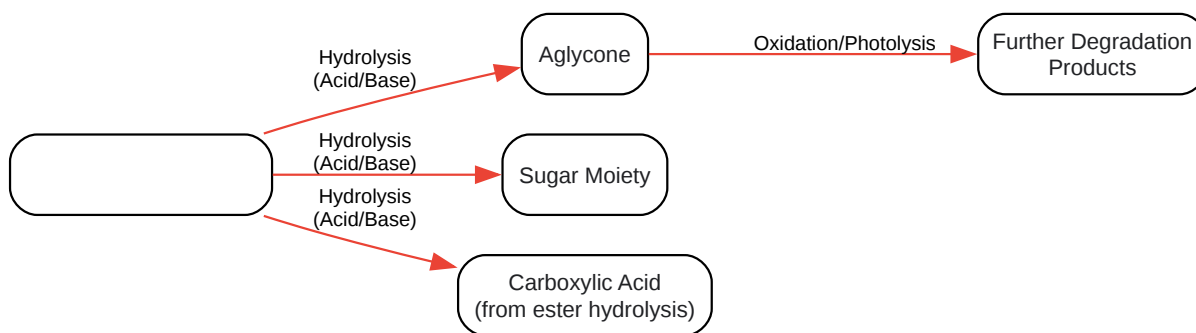 Hydrolysis
(Acid/Base)
Aglycone
Oxidation/Photolysis
Further Degradation
Products
Hydrolysis
(Acid/Base)
Sugar Moiety
Hydrolysis
(Acid/Base)
Carboxylic Acid
(from ester hydrolysis)